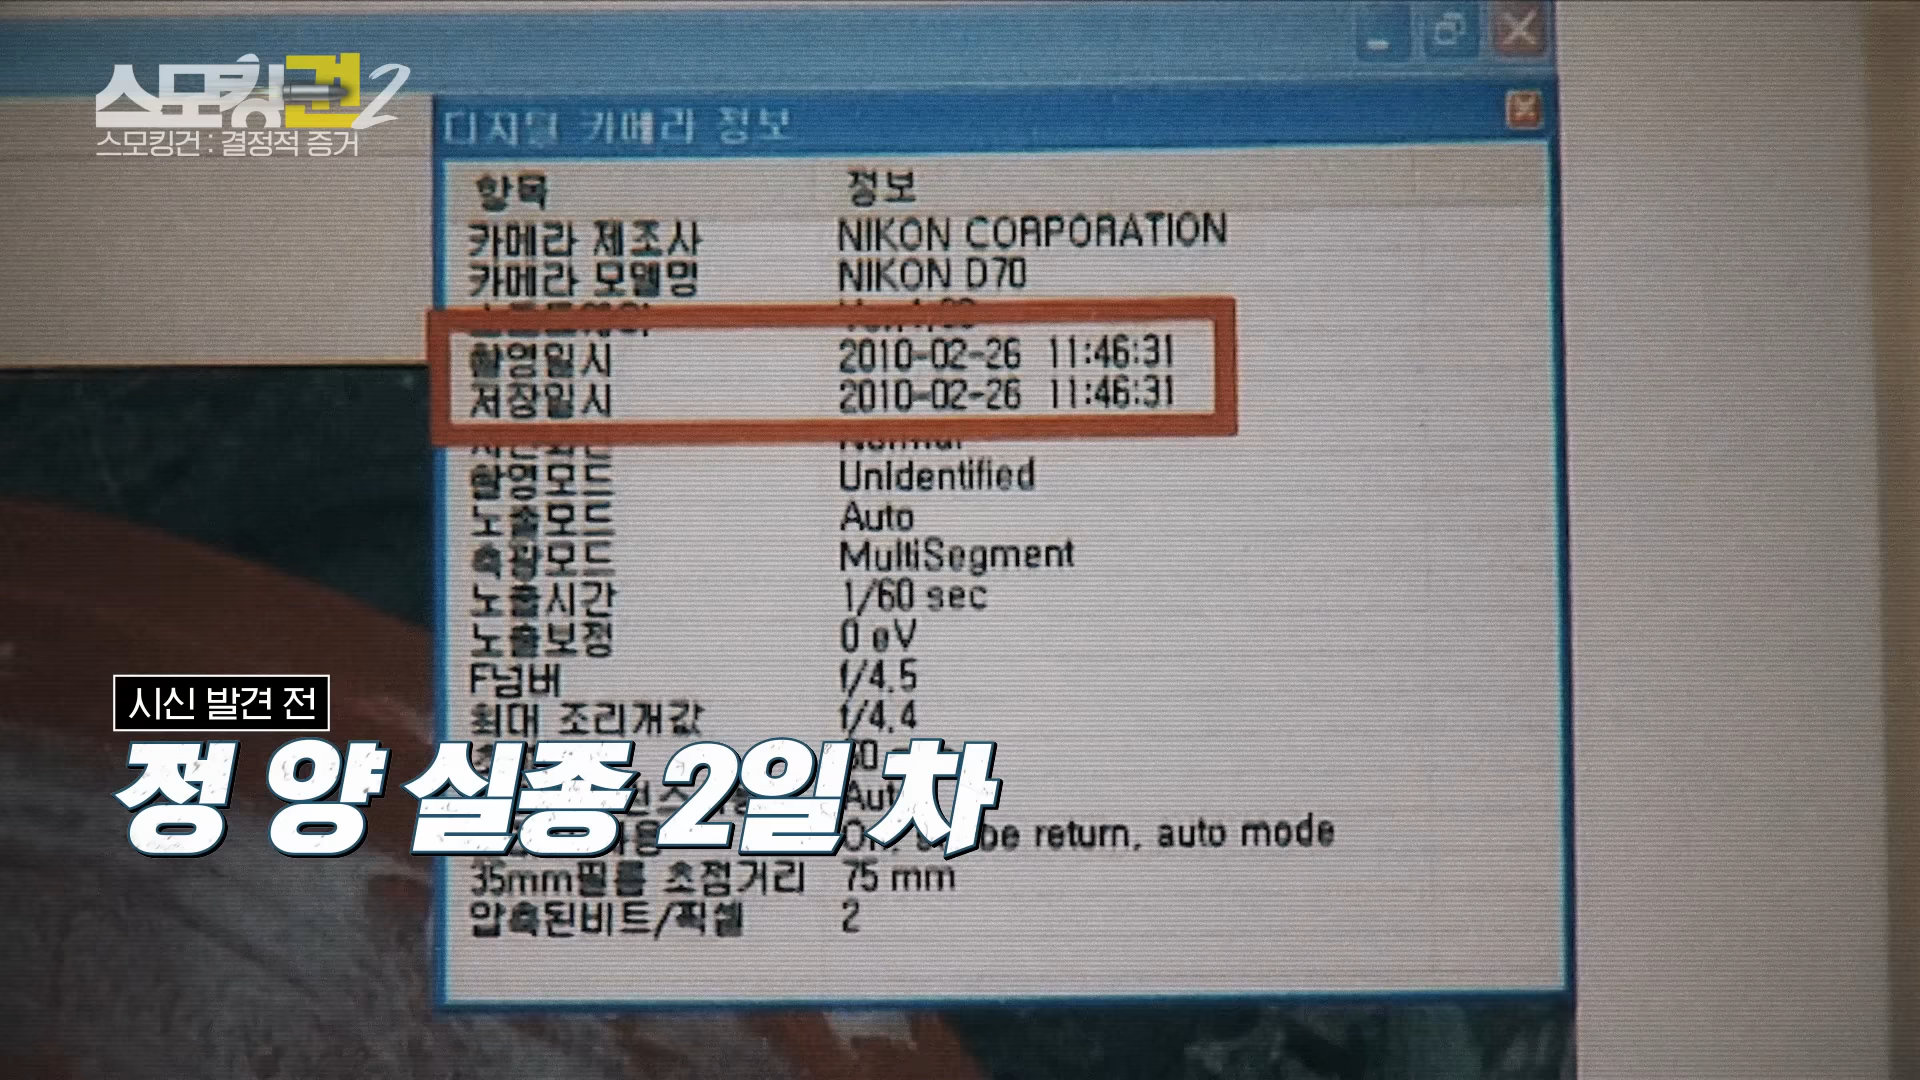 스모킹건2
스모킹건 : 결정적 증거
디지털 카메라 정보
항목 정보
카메라 제조사 NIKON CORPORATION
카메라 모델명 NIKON D70
촬영일시 2010-02-26 11:46:31
저장일시 2010-02-26 11:46:31
촬영모드 Unidentified
노출모드 Auto
측광모드 MultiSegment
노출시간 1/60 sec
노출보정 0 eV
F넘버 f/4.5
최대 조리개값 f/4.4
시신 발견 전
정 양 실종 2일 차
return, auto mode
35mm필름 초점거리 75 mm
압축된비트/픽셀 2